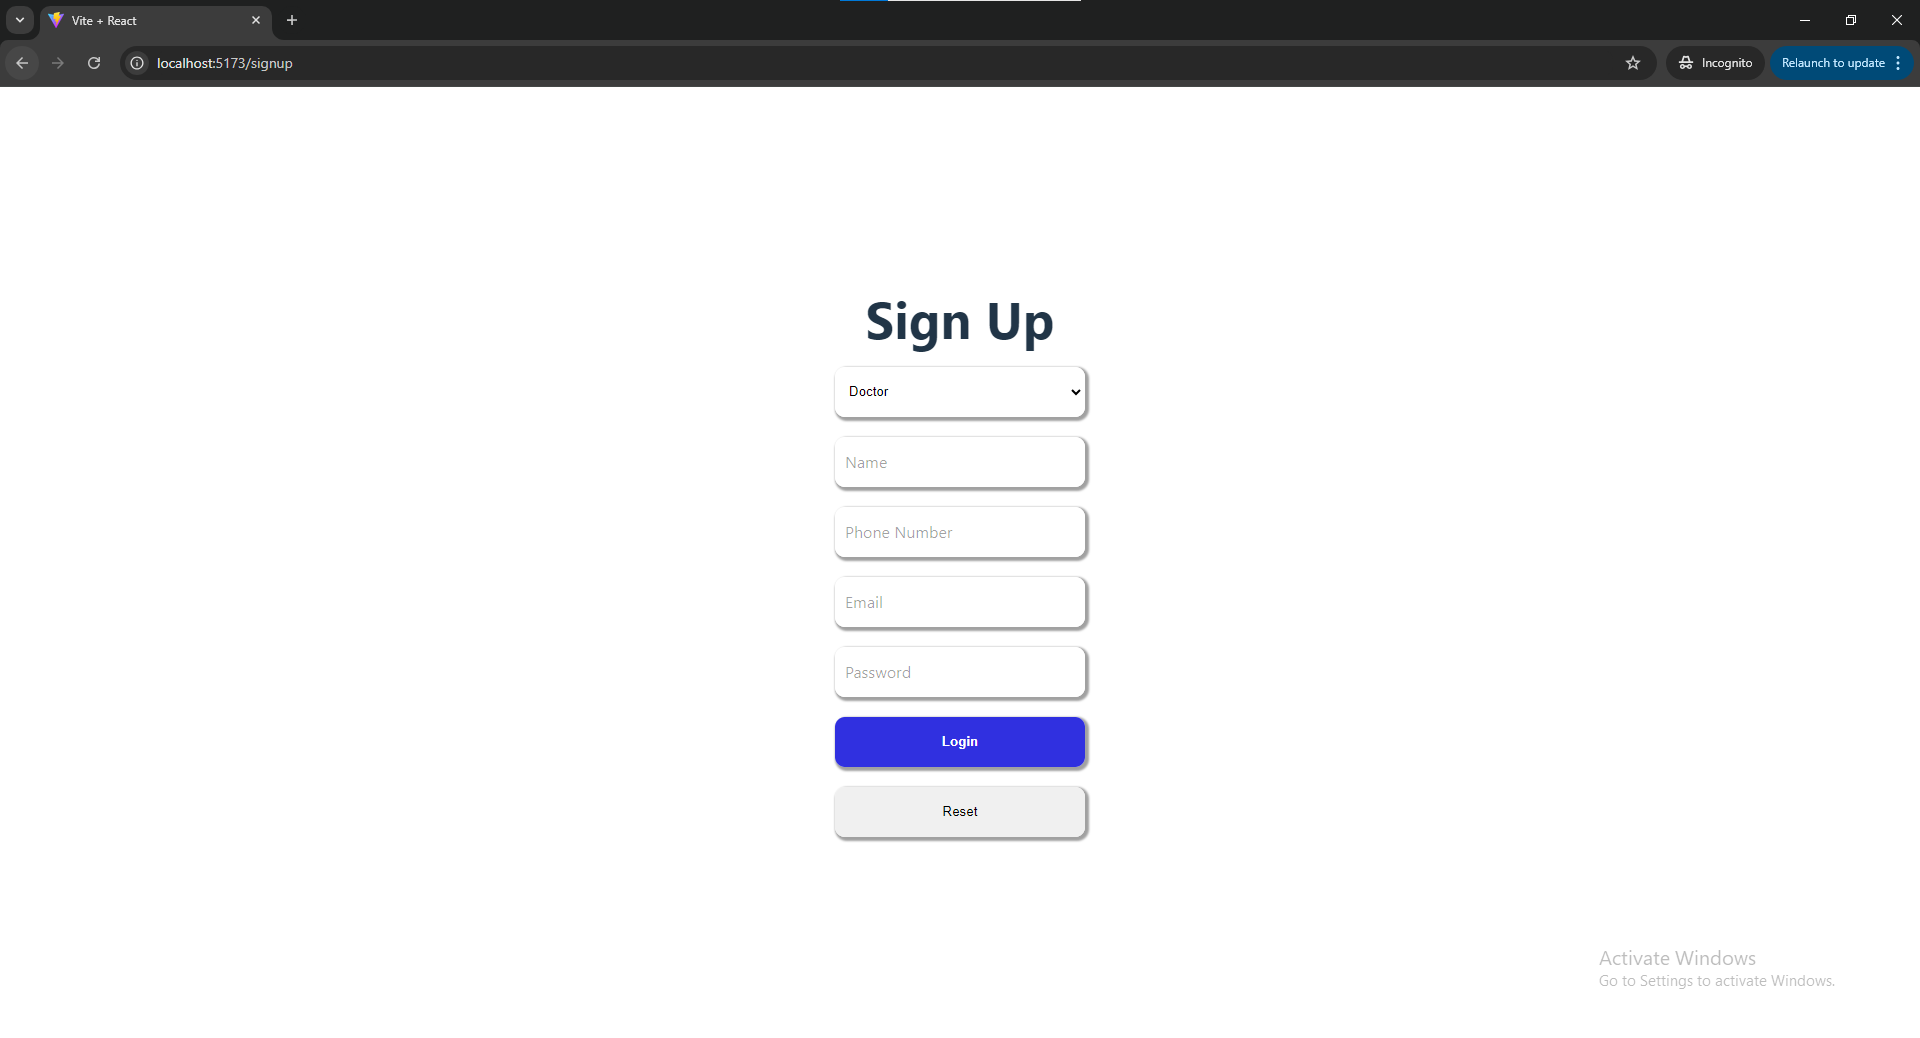 Vite + React
localhost:5173/signup
Incognito
Relaunch to update
Sign Up
Doctor
Name
Phone Number
Email
Password
Login
Reset
Activate Windows
Go to Settings to activate Windows.